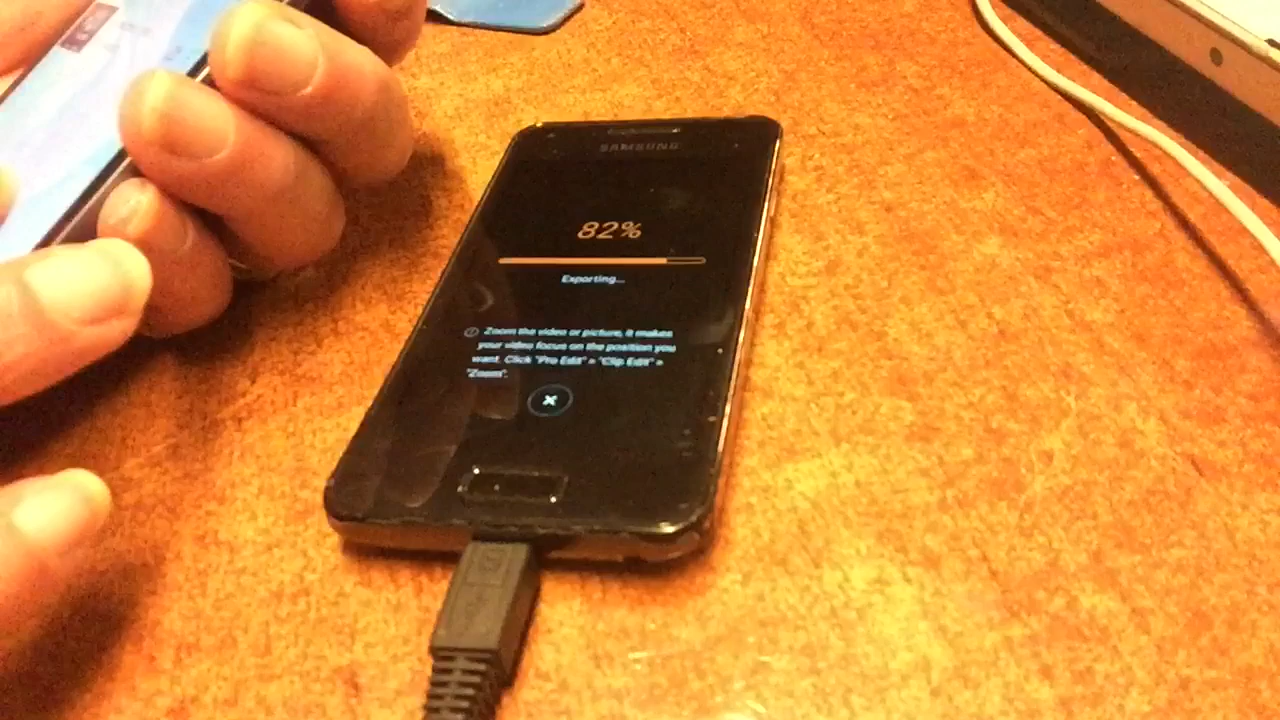 SAMSUNG
82%
Exporting...
Zoom the video or picture, it makes
your video focus on the position you
want. Click "Pro Edit" > "Clip Edit" >
"Zoom".